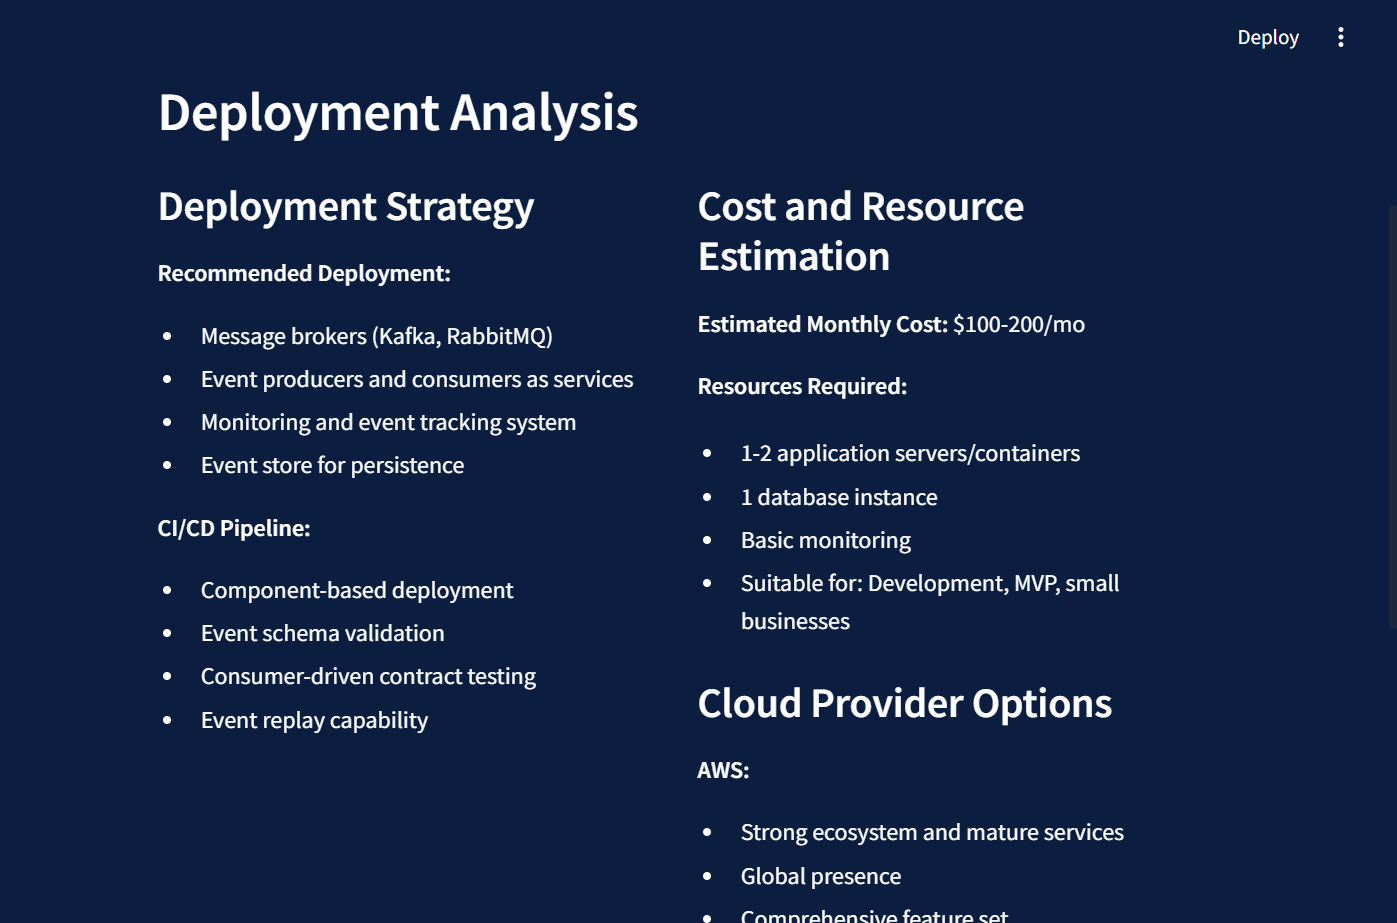 Deploy
Deployment Analysis
Deployment Strategy
Recommended Deployment:
Message brokers (Kafka, RabbitMQ)
Event producers and consumers as services
Monitoring and event tracking system
Event store for persistence
CI/CD Pipeline:
Component-based deployment
Event schema validation
Consumer-driven contract testing
Event replay capability
Cost and Resource
Estimation
Estimated Monthly Cost: $100-200/mo
Resources Required:
1-2 application servers/containers
1 database instance
Basic monitoring
Suitable for: Development, MVP, small
businesses
Cloud Provider Options
AWS:
Strong ecosystem and mature services
Global presence
Comprehensive feature set